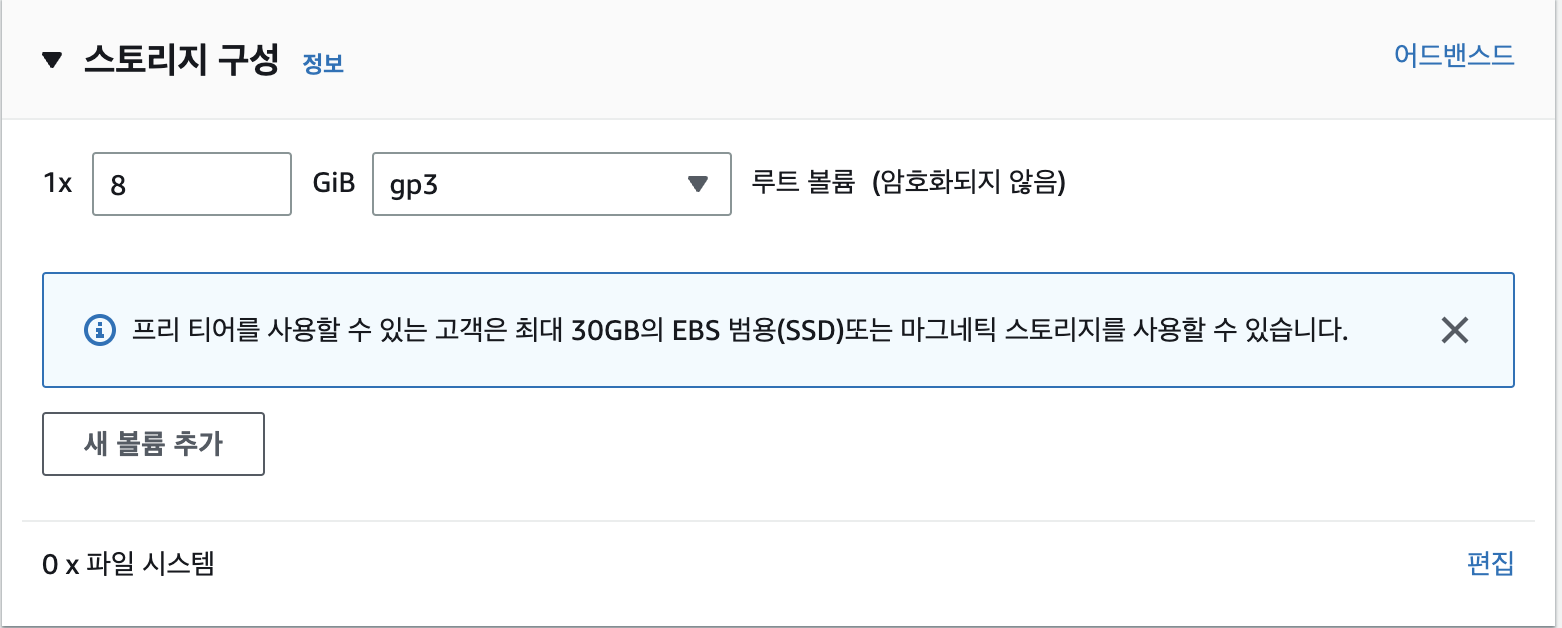 스토리지 구성 정보 어드밴스드
1x 8 GiB gp3 루트 볼륨 (암호화되지 않음)
프리 티어를 사용할 수 있는 고객은 최대 30GB의 EBS 범용(SSD)또는 마그네틱 스토리지를 사용할 수 있습니다.
새 볼륨 추가
0 x 파일 시스템 편집